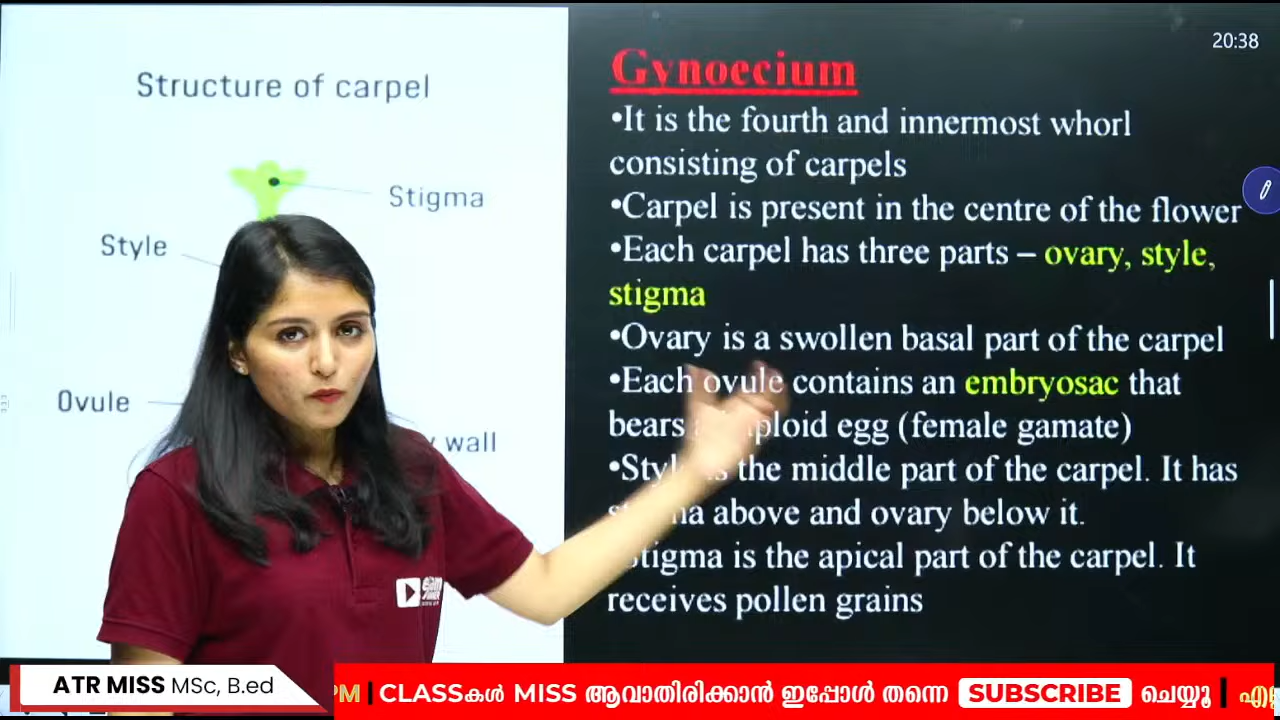 20:38
Structure of carpel
Stigma
Style
Ovule
wall
Gynoecium
•It is the fourth and innermost whorl
consisting of carpels
•Carpel is present in the centre of the flower
•Each carpel has three parts – ovary, style,
stigma
•Ovary is a swollen basal part of the carpel
•Each ovule contains an embryosac that
bears ploid egg (female gamate)
•Sty is the middle part of the carpel. It has
ma above and ovary below it.
tigma is the apical part of the carpel. It
receives pollen grains
ATR MISS MSc, B.ed
PM | CLASSകൾ MISS ആവാതിരിക്കാൻ ഇപ്പോൾ തന്നെ SUBSCRIBE ചെയ്യൂ |